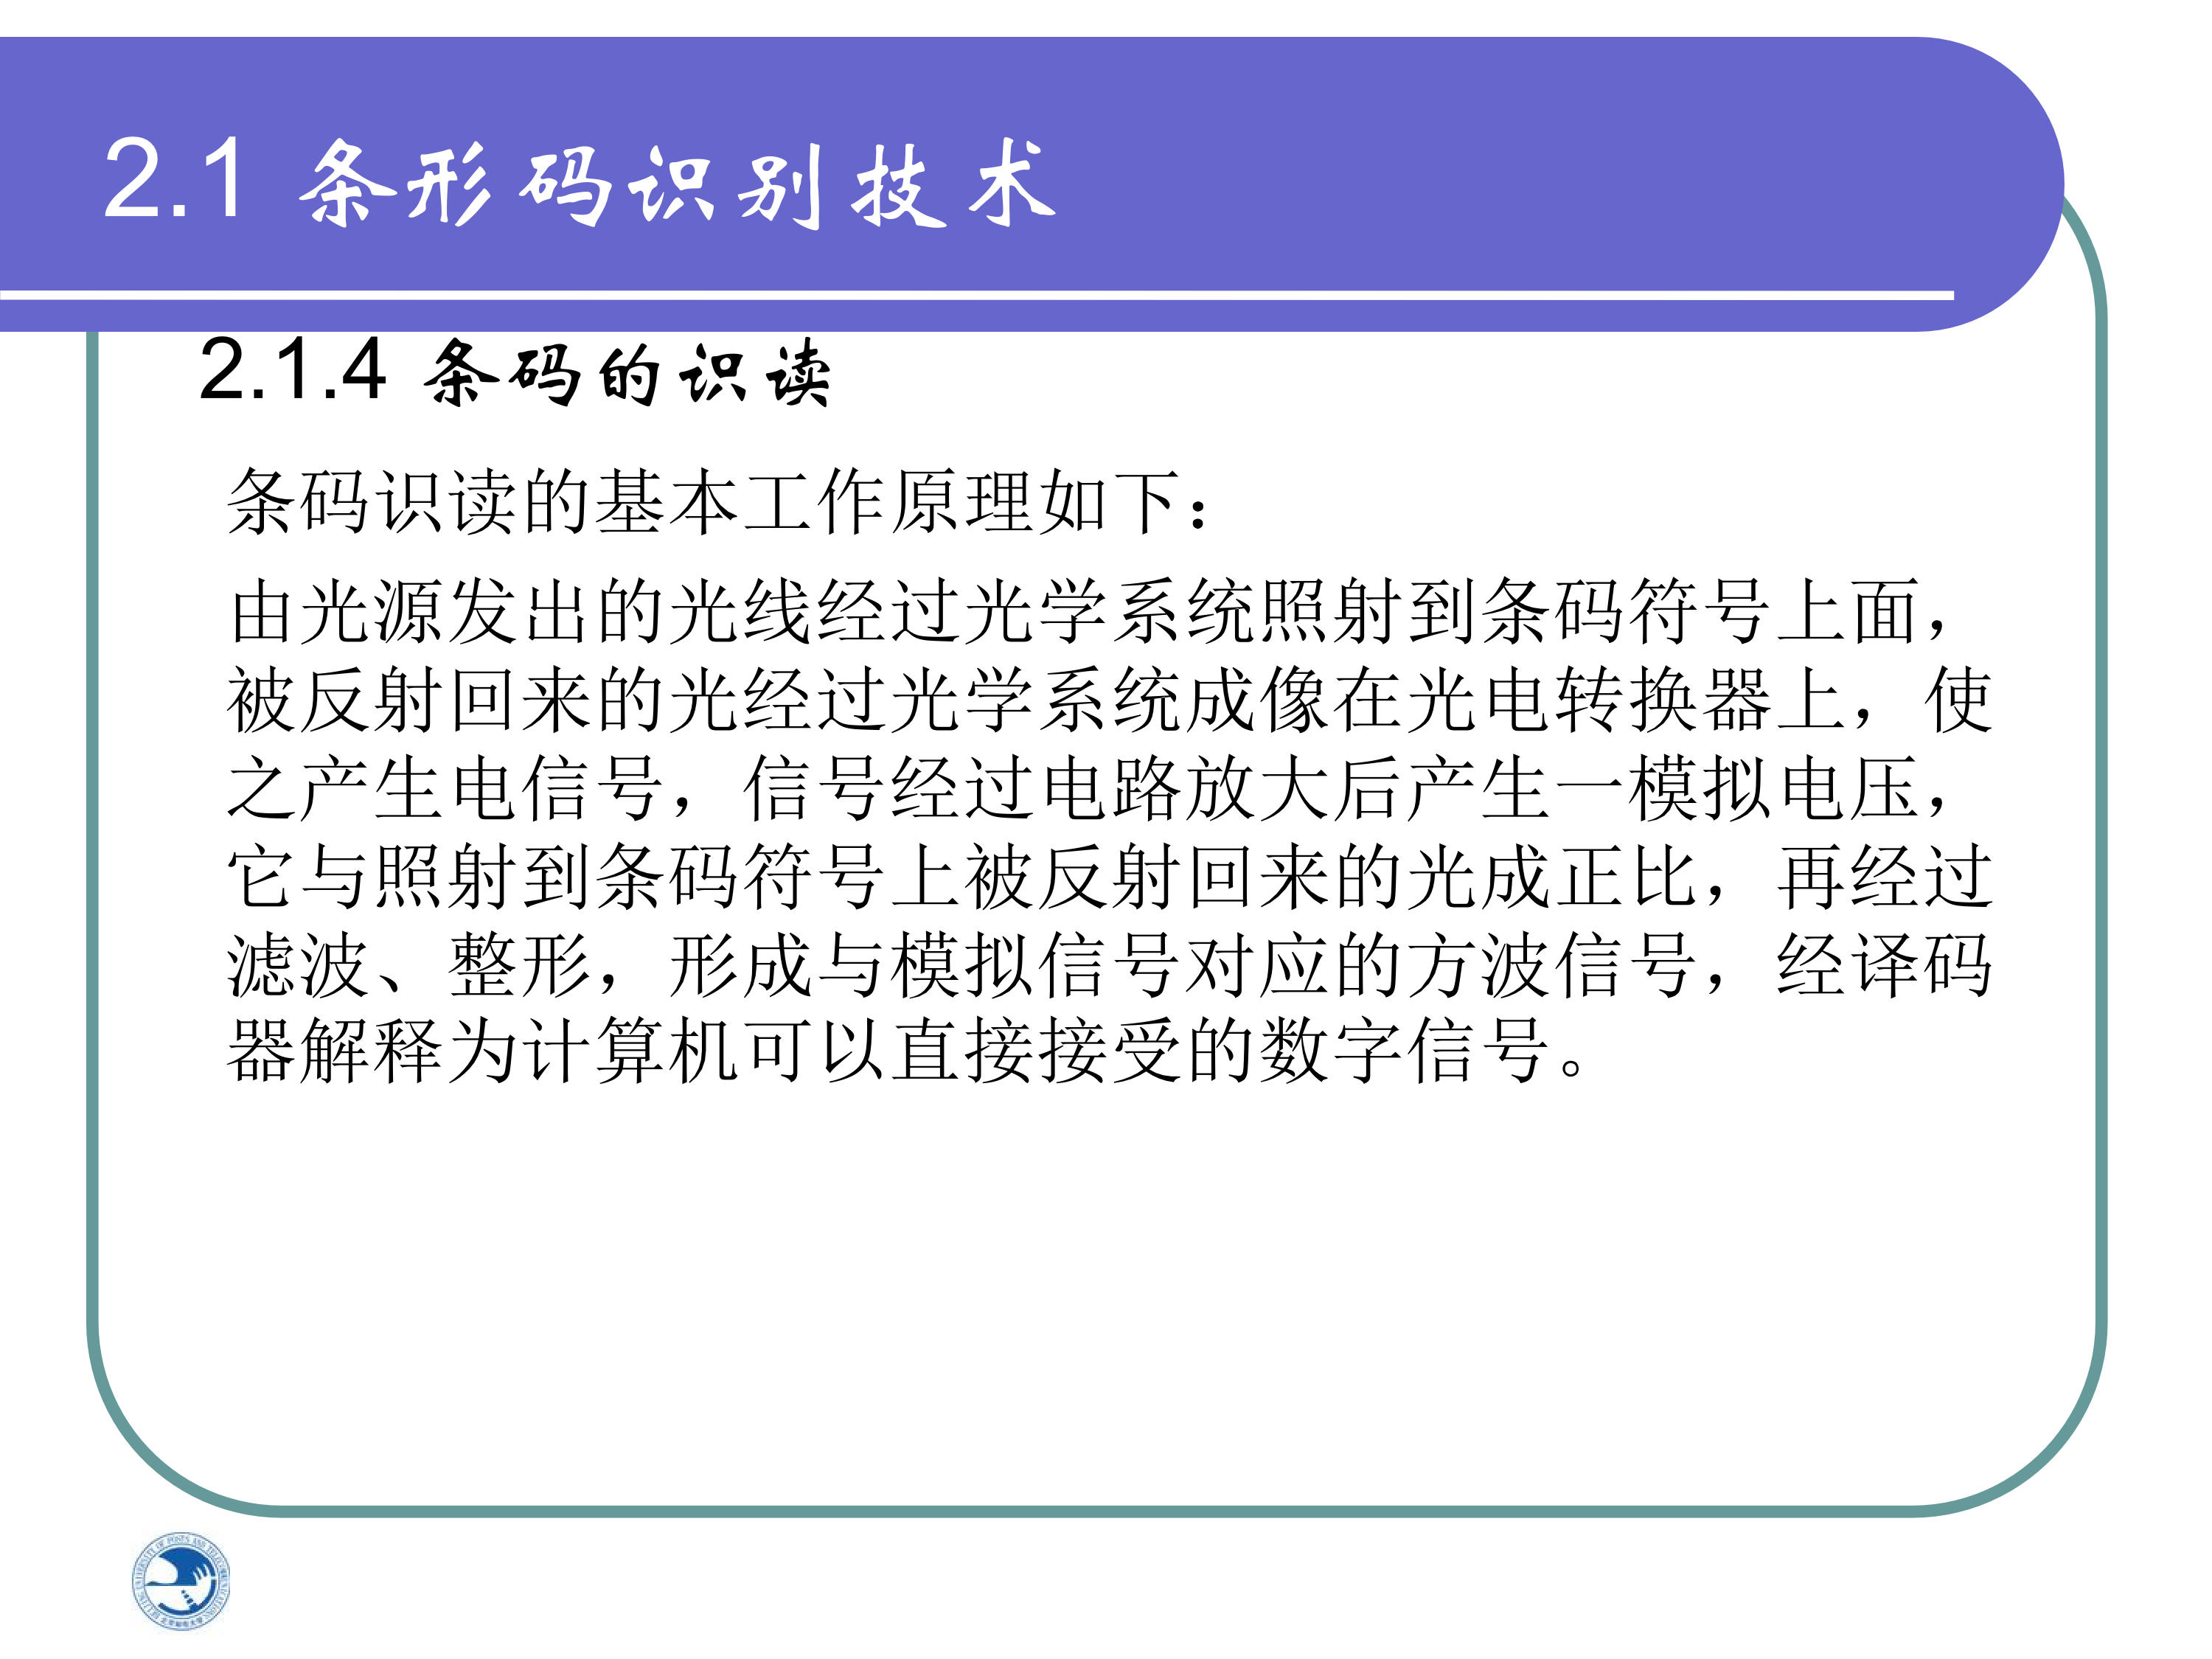 2.1 条形码识别技术
2.1.4 条码的识读
条码识读的基本工作原理如下：
由光源发出的光线经过光学系统照射到条码符号上面，
被反射回来的光经过光学系统成像在光电转换器上，使
之产生电信号，信号经过电路放大后产生一模拟电压，
它与照射到条码符号上被反射回来的光成正比，再经过
滤波、整形，形成与模拟信号对应的方波信号，经译码
器解释为计算机可以直接接受的数字信号。